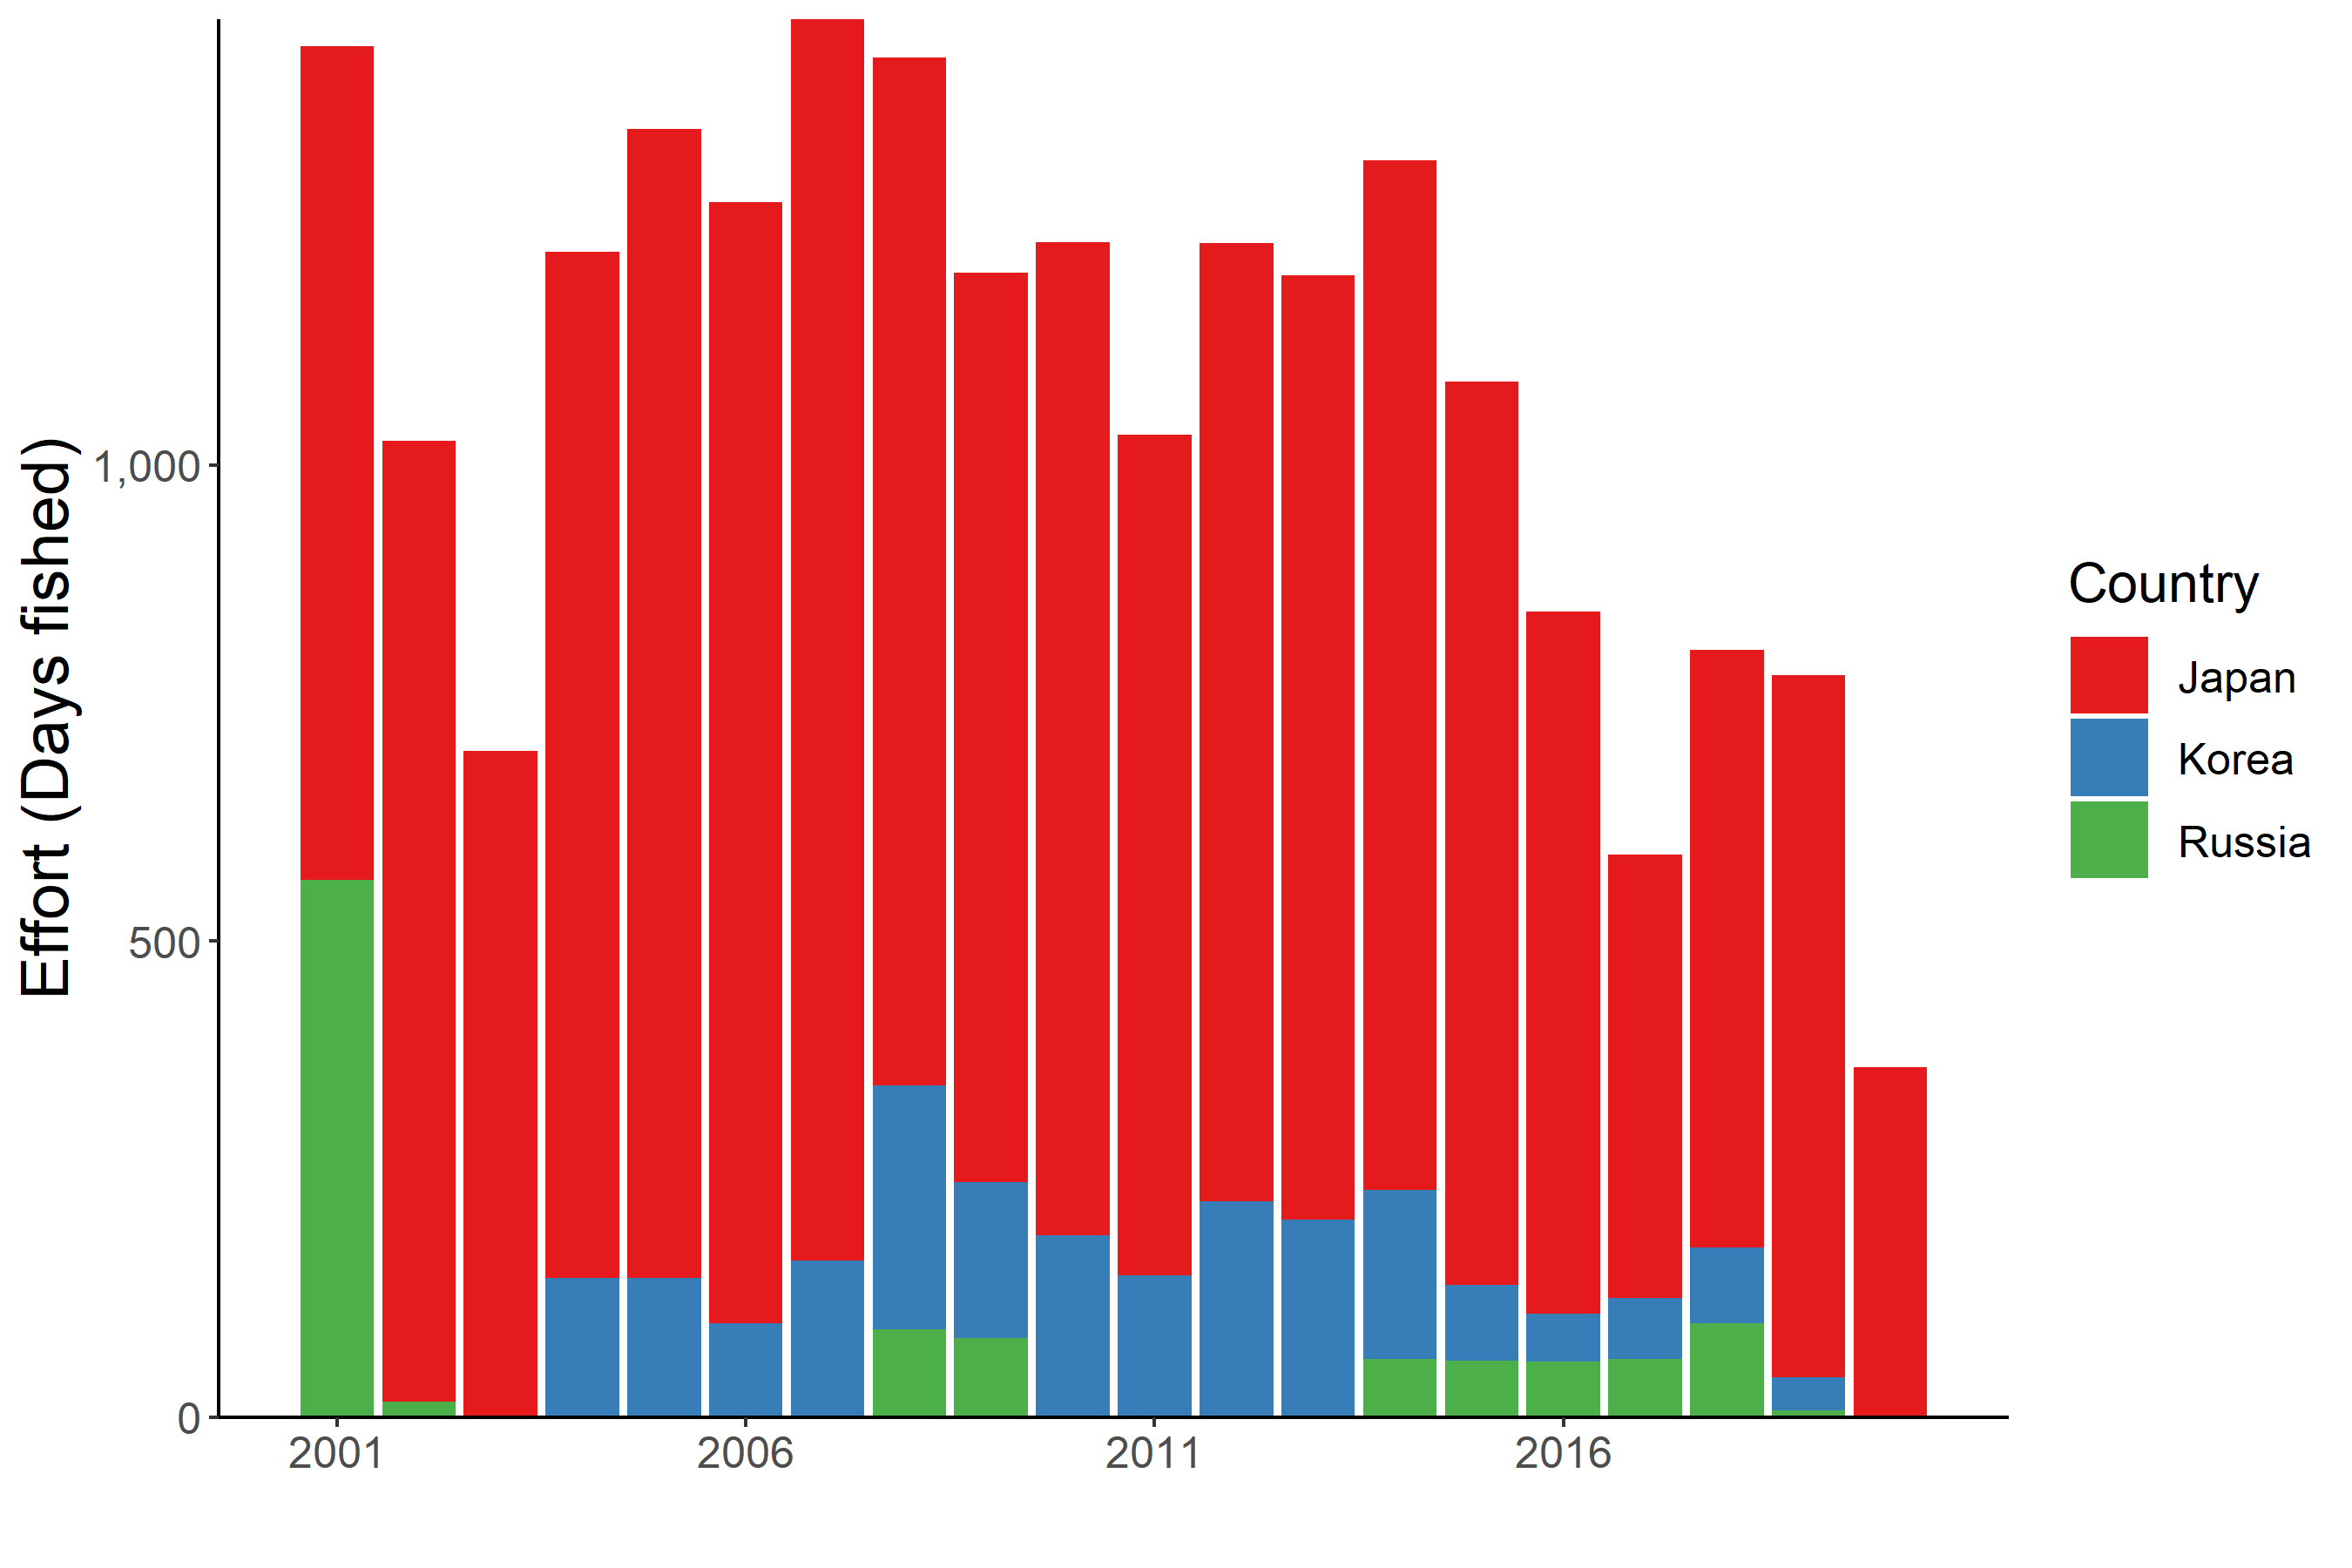 Effort (Days fished)
1,000
500
0
2001
2006
2011
2016
Country
Japan
Korea
Russia